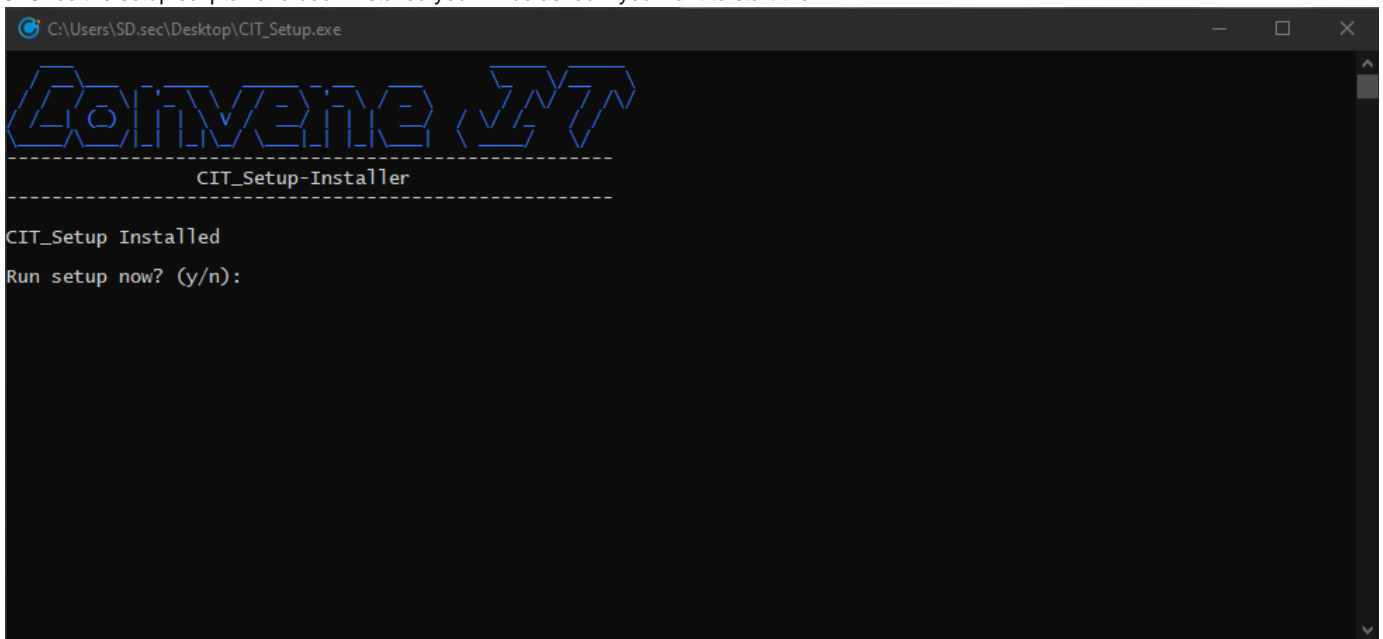 C:\Users\SD.sec\Desktop\CIT_Setup.exe
Convene IT
------------------------------------------------------
CIT_Setup-Installer
------------------------------------------------------
CIT_Setup Installed
Run setup now? (y/n):